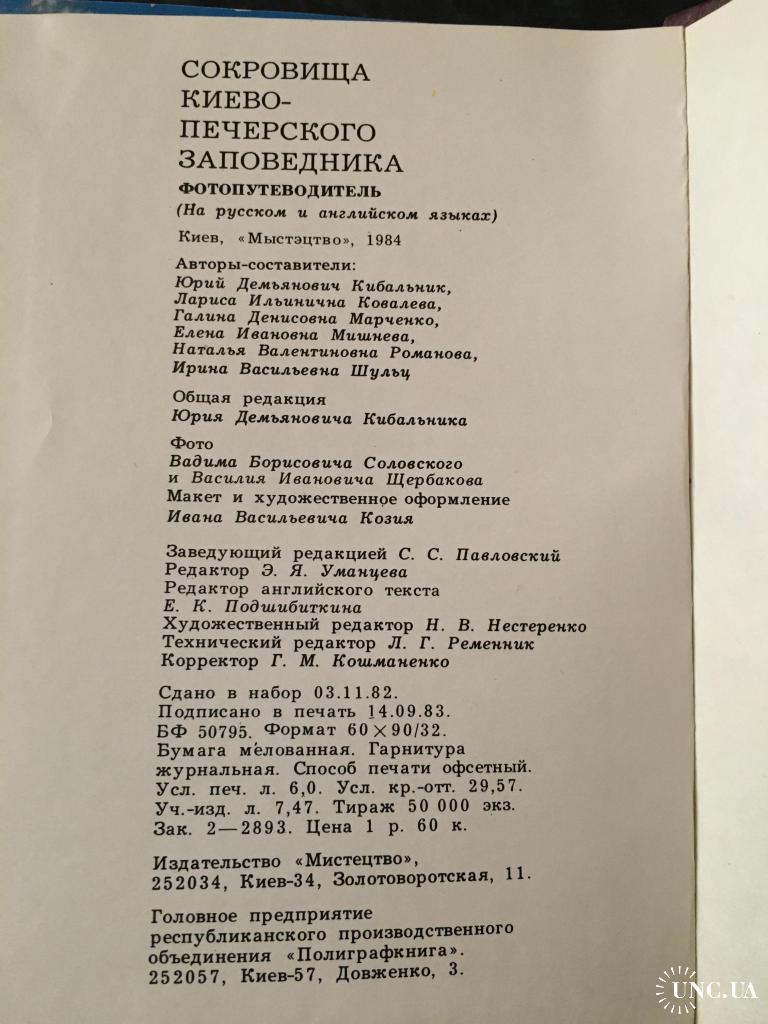 СОКРОВИЩА
КИЕВО-
ПЕЧЕРСКОГО
ЗАПОВЕДНИКА
ФОТОПУТЕВОДИТЕЛЬ
(На русском и английском языках)
Киев, «Мыстэцтво», 1984
Авторы-составители:
Юрий Демьянович Кибальник,
Лариса Ильинична Ковалева,
Галина Денисовна Марченко,
Елена Ивановна Мишнева,
Наталья Валентиновна Романова,
Ирина Васильевна Шульц
Общая редакция
Юрия Демьяновича Кибальника
Фото
Вадима Борисовича Соловского
и Василия Ивановича Щербакова
Макет и художественное оформление
Ивана Васильевича Козия
Заведующий редакцией С. С. Павловский
Редактор Э. Я. Уманцева
Редактор английского текста
Е. К. Подшибиткина
Художественный редактор Н. В. Нестеренко
Технический редактор Л. Г. Ременник
Корректор Г. М. Кошманенко
Сдано в набор 03.11.82.
Подписано в печать 14.09.83.
БФ 50795. Формат 60×90/32.
Бумага мелованная. Гарнитура
журнальная. Способ печати офсетный.
Усл. печ. л. 6,0. Усл. кр.-отт. 29,57.
Уч.-изд. л. 7,47. Тираж 50 000 экз.
Зак. 2—2893. Цена 1 р. 60 к.
Издательство «Мистецтво»,
252034, Киев-34, Золотоворотская, 11.
Головное предприятие
республиканского производственного
объединения «Полиграфкнига».
252057, Киев-57, Довженко, 3.
UNC.UA